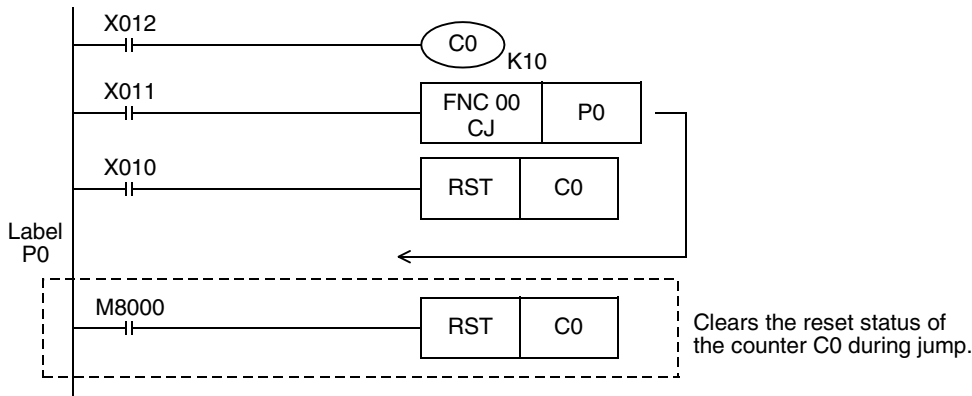 X012
C0
K10
X011
FNC 00
CJ
P0
X010
RST
C0
Label
P0
M8000
RST
C0
Clears the reset status of
the counter C0 during jump.